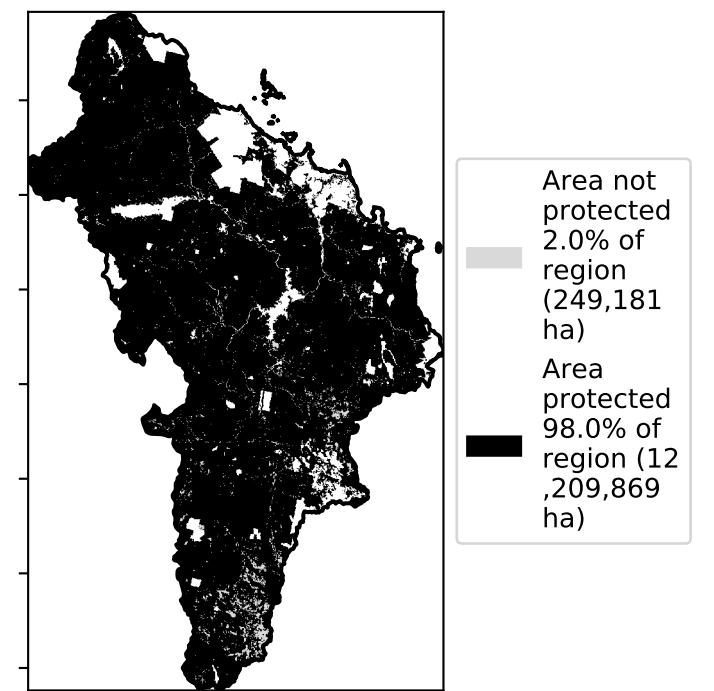 Area not
protected
2.0% of
region
(249,181
ha)
Area
protected
98.0% of
region (12
,209,869
ha)